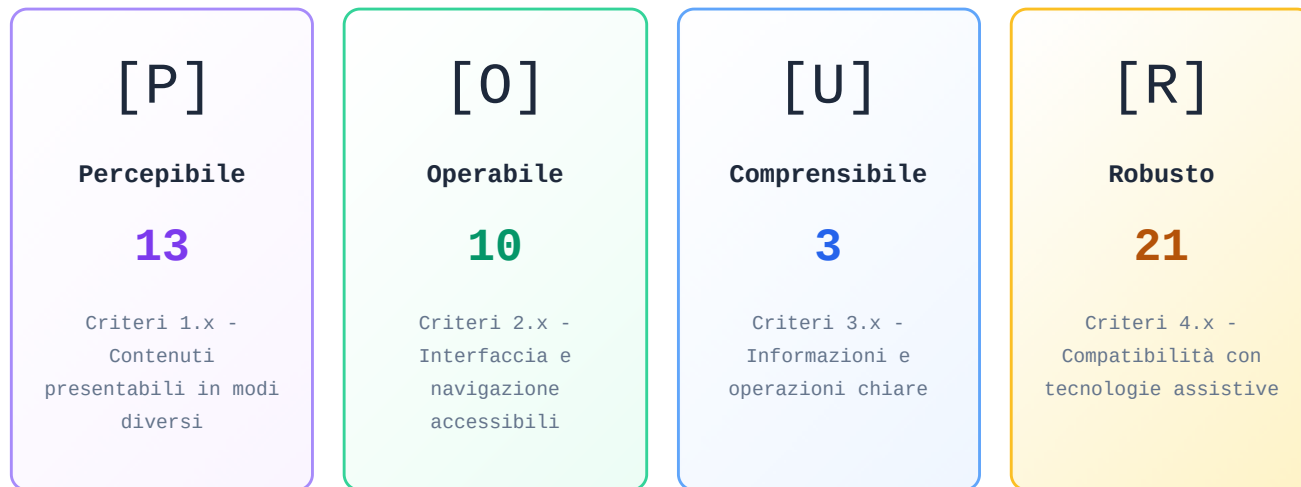 [P]
Percepibile
13
Criteri 1.x -
Contenuti
presentabili in modi
diversi
[O]
Operabile
10
Criteri 2.x -
Interfaccia e
navigazione
accessibili
[U]
Comprensibile
3
Criteri 3.x -
Informazioni e
operazioni chiare
[R]
Robusto
21
Criteri 4.x -
Compatibilità con
tecnologie assistive